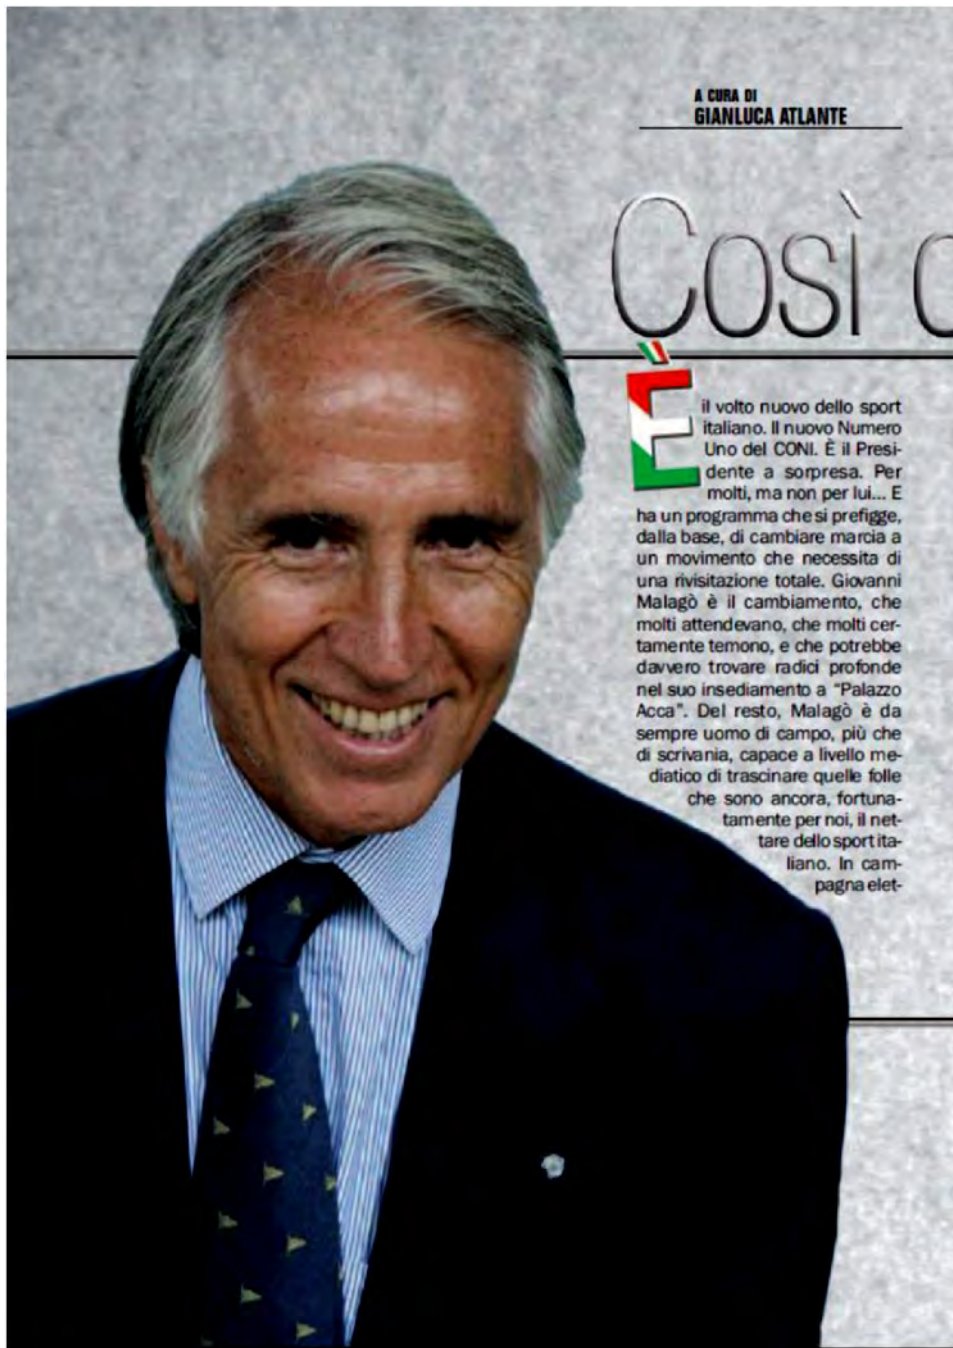 A CURA DI
GIANLUCA ATLANTE
Così
È il volto nuovo dello sport
italiano. Il nuovo Numero
Uno del CONI. È il Presi-
dente a sorpresa. Per
molti, ma non per lui... E
ha un programma che si prefigge,
dalla base, di cambiare marcia a
un movimento che necessita di
una rivisitazione totale. Giovanni
Malagò è il cambiamento, che
molti attendevano, che molti cer-
tamente temono, e che potrebbe
davvero trovare radici profonde
nel suo insediamento a “Palazzo
Acca”. Del resto, Malagò è da
sempre uomo di campo, più che
di scrivania, capace a livello me-
diatico di trascinare quelle folle
che sono ancora, fortuna-
tamente per noi, il net-
tare dello sport ita-
liano. In cam-
pagna elet-